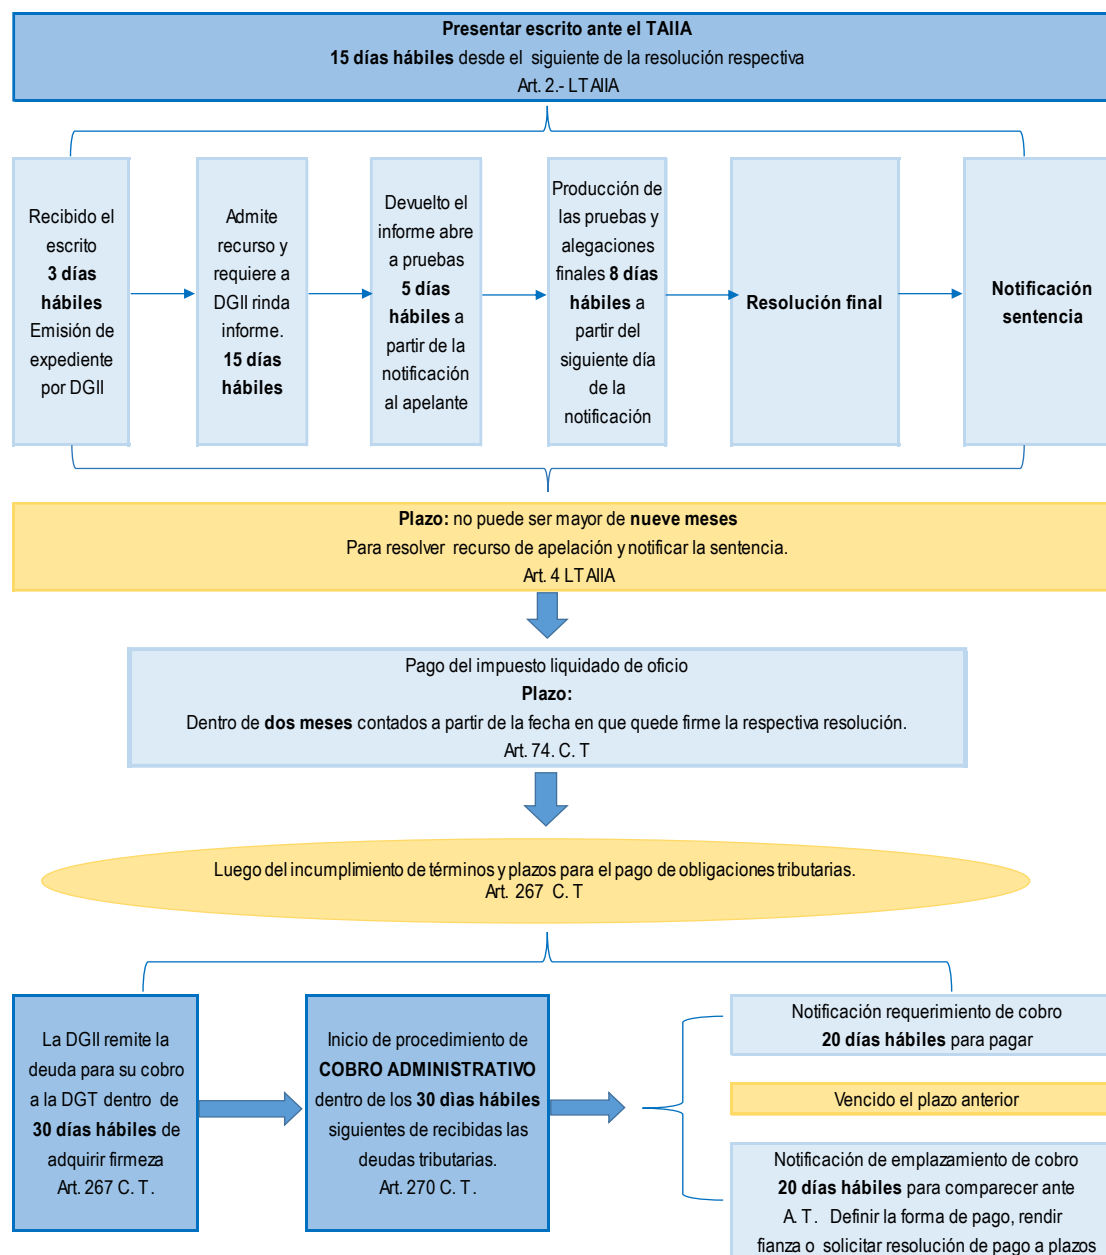 Presentar escrito ante el TAIIA
15 días hábiles desde el siguiente de la resolución respectiva
Art. 2.- LTAIIA
Recibido el
escrito
3 días
hábiles
Emisión de
expediente
por DGII
Admite
recurso y
requiere a
DGII rinda
informe.
15 días
hábiles
Devuelto el
informe abre
a pruebas
5 días
hábiles a
partir de la
notificación
al apelante
Producción de
las pruebas y
alegaciones
finales 8 días
hábiles a
partir del
siguiente día
de la
notificación
Resolución final
Notificación
sentencia
Plazo: no puede ser mayor de nueve meses
Para resolver recurso de apelación y notificar la sentencia.
Art. 4 LTAIIA
Pago del impuesto liquidado de oficio
Plazo:
Dentro de dos meses contados a partir de la fecha en que quede firme la respectiva resolución.
Art. 74. C. T
Luego del incumplimiento de términos y plazos para el pago de obligaciones tributarias.
Art. 267 C. T
La DGII remite la
deuda para su cobro
a la DGT dentro de
30 días hábiles de
adquirir firmeza
Art. 267 C. T.
Inicio de procedimiento de
COBRO ADMINISTRATIVO
dentro de los 30 dìas hábiles
siguientes de recibidas las
deudas tributarias.
Art. 270 C. T.
Notificación requerimiento de cobro
20 días hábiles para pagar
Vencido el plazo anterior
Notificación de emplazamiento de cobro
20 días hábiles para comparecer ante
A. T. Definir la forma de pago, rendir
fianza o solicitar resolución de pago a plazos